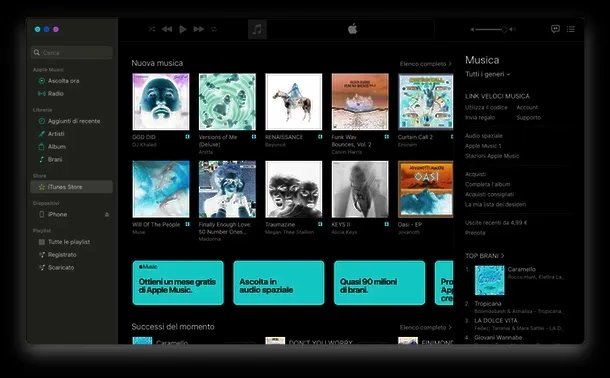 Cerca
Apple Music
Ascolta ora
Radio
Libreria
Aggiunti di recente
Artisti
Album
Brani
Store
iTunes Store
Dispositivi
iPhone
Playlist
Tutte le playlist
Registrato
Scaricato
Nuova musica
Elenco completo
GOD DID
DJ Khaled
Versions of Me
(Deluxe)
Anitta
RENAISSANCE
Beyoncé
Funk Wav
Bounces, Vol. 2
Calvin Harris
Curtain Call 2
Eminem
Will Of The People
Muse
Finally Enough Love:
50 Number Ones...
Madonna
Traumazine
Megan Thee Stallion
KEYS II
Alicia Keys
OASI
Oasi - EP
Jovanotti
Music
Ottieni un mese gratis
di Apple Music.
Ascolta in
audio spaziale
Quasi 90 milioni
di brani.
Successi del momento
Elenco completo
Caramello
DON'T YOU WORRY
Musica
Tutti i generi
LINK VELOCI MUSICA
Utilizza il codice
Account
Invia regalo
Supporto
Audio spaziale
Apple Music 1
Stazioni Apple Music
Acquisti
Completa l'album
Acquisti consigliati
La mia lista dei desideri
Uscite recenti da 4,99 €
Prenota
TOP BRANI
1. Caramello
Rocco Hunt, Elettra La...
2. Tropicana
Boomdabash & Annalisa - Tropicana...
3. LA DOLCE VITA
Fedez, Tananai & Mara Sattei - LA D...
4. Giovani Wannabe